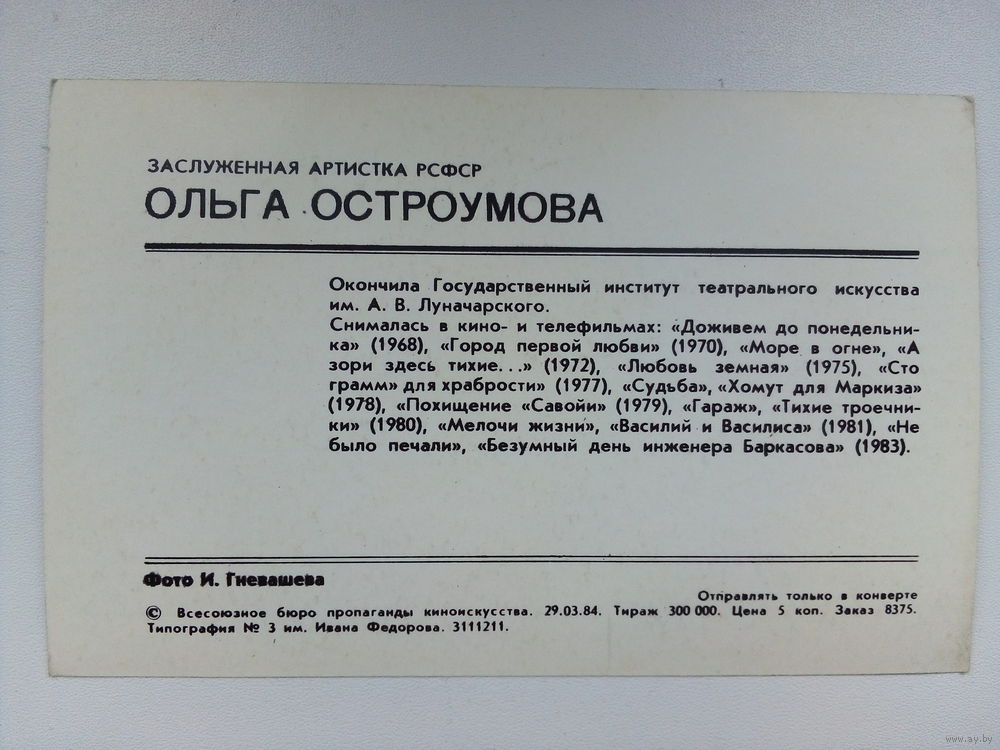 ЗАСЛУЖЕННАЯ АРТИСТКА РСФСР
ОЛЬГА ОСТРОУМОВА
Окончила Государственный институт театрального искусства
им. А. В. Луначарского.
Снималась в кино- и телефильмах: «Доживем до понедельни-
ка» (1968), «Город первой любви» (1970), «Море в огне», «А
зори здесь тихие...» (1972), «Любовь земная» (1975), «Сто
грамм» для храбрости» (1977), «Судьба», «Хомут для Маркиза»
(1978), «Похищение «Савойи» (1979), «Гараж», «Тихие троечни-
ки» (1980), «Мелочи жизни», «Василий и Василиса» (1981), «Не
было печали», «Безумный день инженера Баркасова» (1983).
Фото И. Гневашева
Отправлять только в конверте
© Всесоюзное бюро пропаганды киноискусства. 29.03.84. Тираж 300 000. Цена 5 коп. Заказ 8375.
Типография № 3 им. Ивана Федорова. 3111211.
www.ay.by